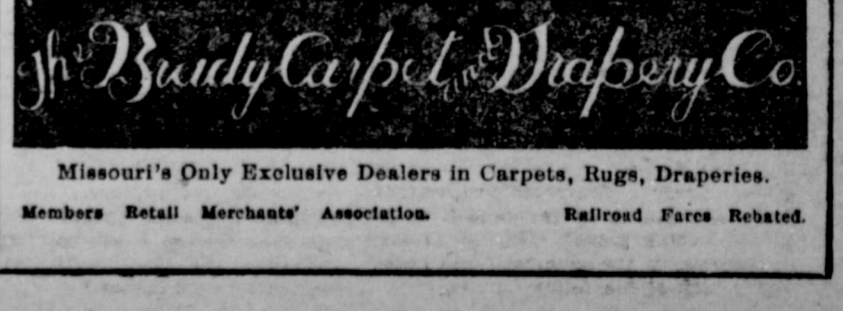 The Carpet and Drapery Co.
Missouri's Only Exclusive Dealers in Carpets, Rugs, Draperies.
Members Retail Merchants' Association. Railroad Fares Rebated.